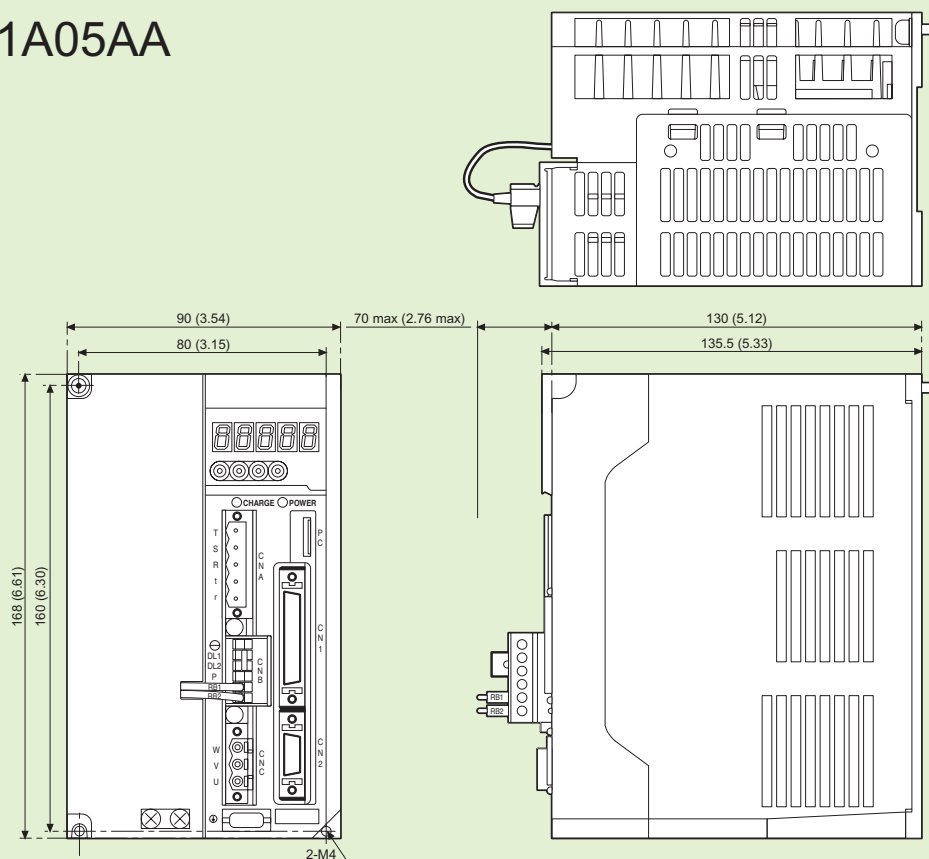 1A05AA
90 (3.54)
70 max (2.76 max)
130 (5.12)
80 (3.15)
135.5 (5.33)
168 (6.61)
160 (6.30)
88888
CHARGE
POWER
T
S
R
t
r
CNA
PC
CN1
DL1
DL2
P
RB1
RB2
CNB
W
V
U
CNC
CN2
2-M4
RB1
RB2